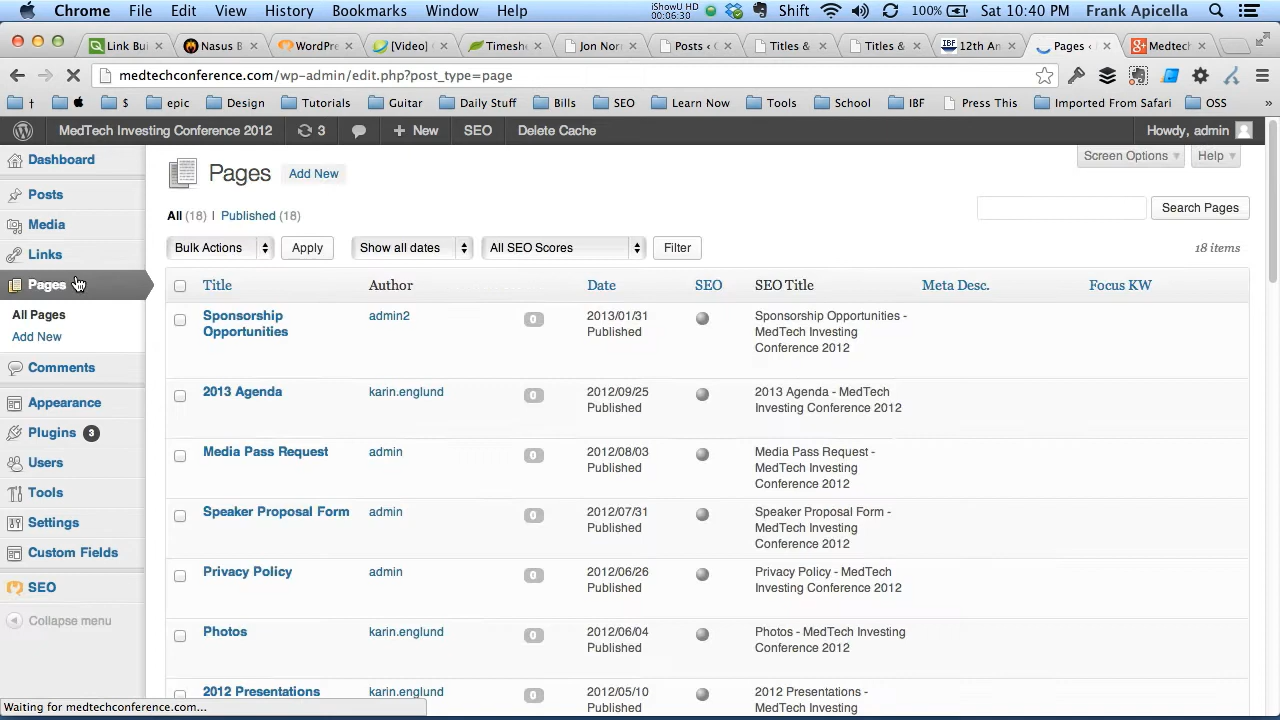 Chrome File Edit View History Bookmarks Window Help iShowU HD 00:06:30 Shift 100% Sat 10:40 PM Frank Apicella
Link Bui Nasus B WordPre [Video] Timeshe Jon Nor Posts ‹ Titles & Titles & IBF 12th An Pages ‹ Medtech
medtechconference.com/wp-admin/edit.php?post_type=page
† $ epic Design Tutorials Guitar Daily Stuff Bills SEO Learn Now Tools School IBF Press This Imported From Safari OSS »
MedTech Investing Conference 2012 3 + New SEO Delete Cache Howdy, admin
Dashboard
Posts
Media
Links
Pages
All Pages
Add New
Comments
Appearance
Plugins 3
Users
Tools
Settings
Custom Fields
SEO
Collapse menu
Screen Options Help
Pages Add New
All (18) | Published (18)
Search Pages
Bulk Actions Apply Show all dates All SEO Scores Filter 18 items
Title Author Date SEO SEO Title Meta Desc. Focus KW
Sponsorship Opportunities admin2 0 2013/01/31 Published Sponsorship Opportunities - MedTech Investing Conference 2012
2013 Agenda karin.englund 0 2012/09/25 Published 2013 Agenda - MedTech Investing Conference 2012
Media Pass Request admin 0 2012/08/03 Published Media Pass Request - MedTech Investing Conference 2012
Speaker Proposal Form admin 0 2012/07/31 Published Speaker Proposal Form - MedTech Investing Conference 2012
Privacy Policy admin 0 2012/06/26 Published Privacy Policy - MedTech Investing Conference 2012
Photos karin.englund 0 2012/06/04 Published Photos - MedTech Investing Conference 2012
2012 Presentations karin.englund 0 2012/05/10 Published 2012 Presentations - MedTech Investing
Waiting for medtechconference.com...